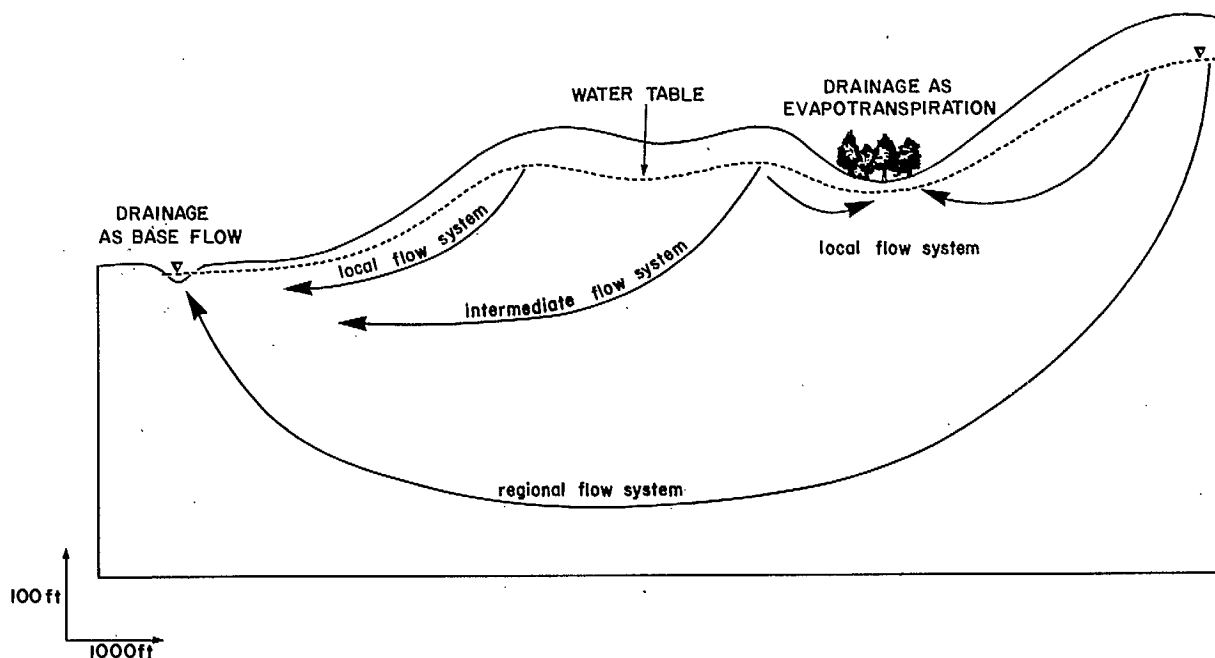 WATER TABLE
DRAINAGE AS
EVAPOTRANSPIRATION
DRAINAGE
AS BASE FLOW
local flow system
local flow system
intermediate flow system
regional flow system
100 ft
1000ft